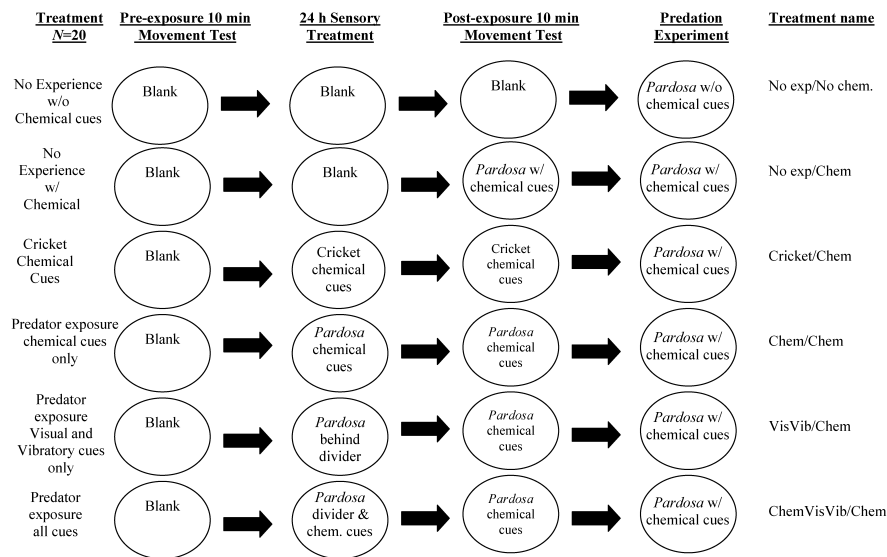 Treatment
N=20
Pre-exposure 10 min
Movement Test
24 h Sensory
Treatment
Post-exposure 10 min
Movement Test
Predation
Experiment
Treatment name
No Experience
w/o
Chemical cues
Blank
Blank
Blank
Pardosa w/o
chemical cues
No exp/No chem.
No
Experience
w/
Chemical
Blank
Blank
Pardosa w/
chemical cues
Pardosa w/
chemical cues
No exp/Chem
Cricket
Chemical
Cues
Blank
Cricket
chemical
cues
Cricket
chemical
cues
Pardosa w/
chemical cues
Cricket/Chem
Predator exposure
chemical cues
only
Blank
Pardosa
chemical
cues
Pardosa
chemical
cues
Pardosa w/
chemical cues
Chem/Chem
Predator
exposure
Visual and
Vibratory cues
only
Blank
Pardosa
behind
divider
Pardosa
chemical
cues
Pardosa w/
chemical cues
VisVib/Chem
Predator
exposure
all cues
Blank
Pardosa
divider &
chem. cues
Pardosa
chemical
cues
Pardosa w/
chemical cues
ChemVisVib/Chem